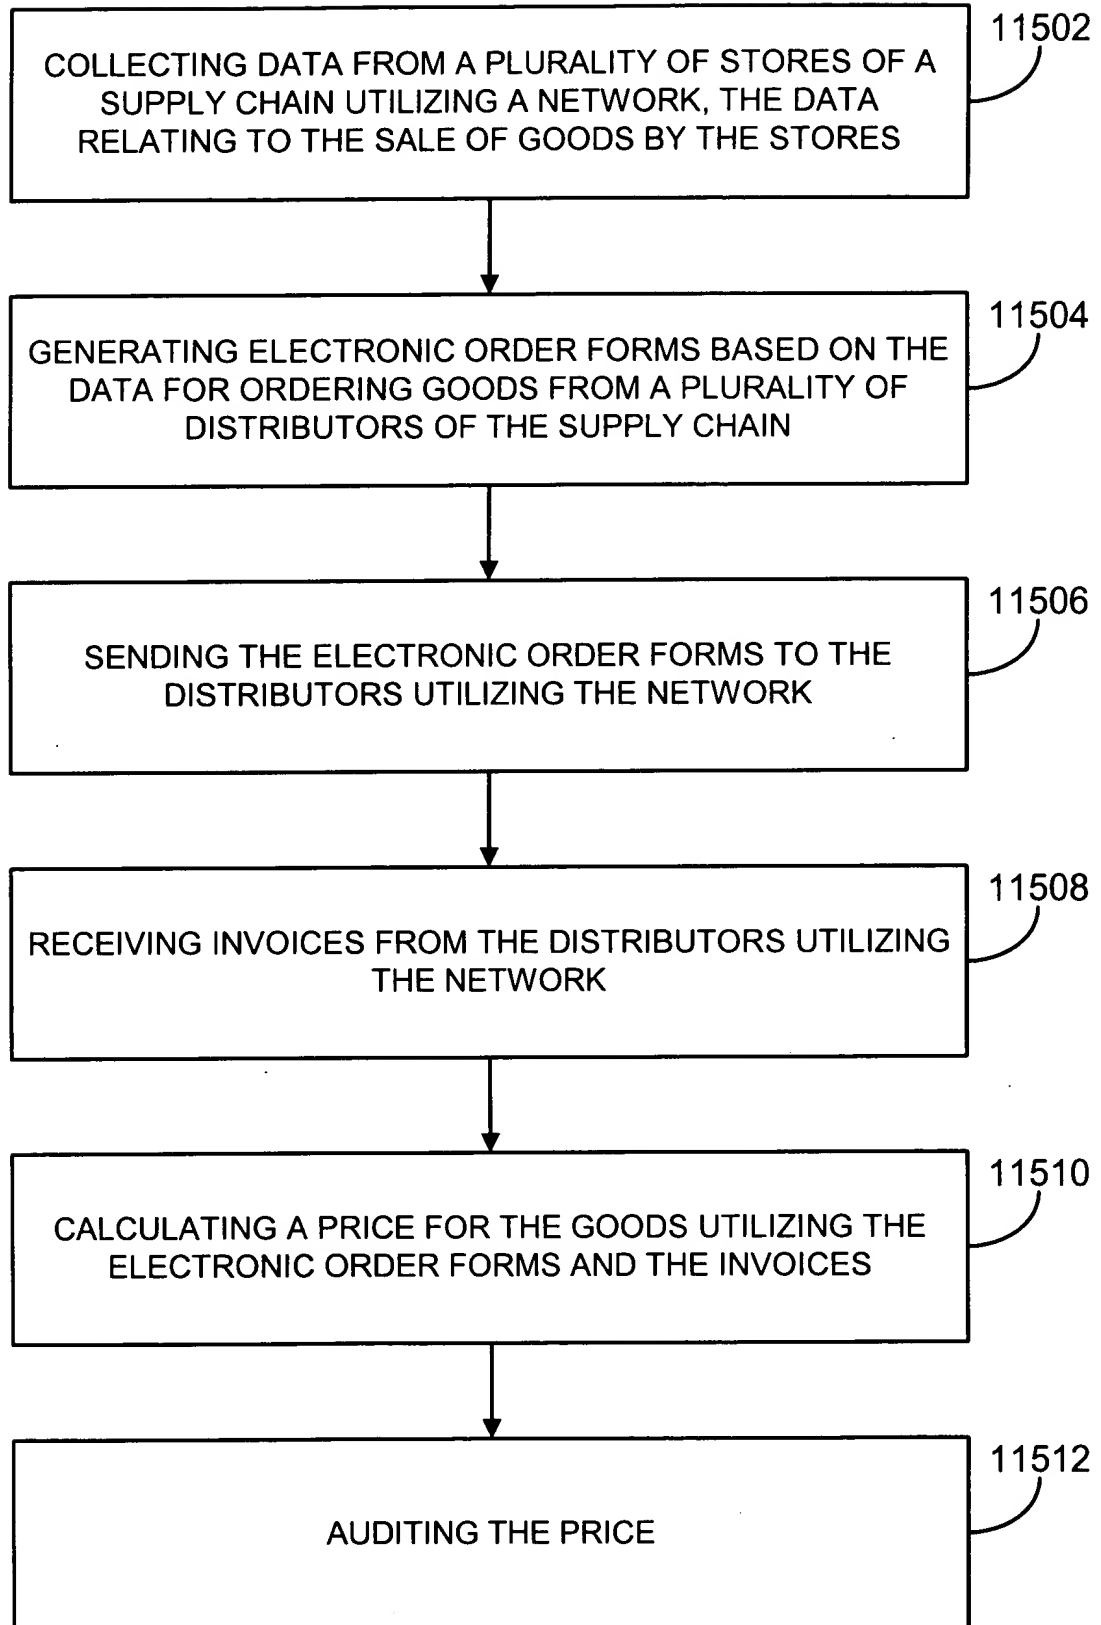 11502
COLLECTING DATA FROM A PLURALITY OF STORES OF A
SUPPLY CHAIN UTILIZING A NETWORK, THE DATA
RELATING TO THE SALE OF GOODS BY THE STORES
11504
GENERATING ELECTRONIC ORDER FORMS BASED ON THE
DATA FOR ORDERING GOODS FROM A PLURALITY OF
DISTRIBUTORS OF THE SUPPLY CHAIN
11506
SENDING THE ELECTRONIC ORDER FORMS TO THE
DISTRIBUTORS UTILIZING THE NETWORK
11508
RECEIVING INVOICES FROM THE DISTRIBUTORS UTILIZING
THE NETWORK
11510
CALCULATING A PRICE FOR THE GOODS UTILIZING THE
ELECTRONIC ORDER FORMS AND THE INVOICES
11512
AUDITING THE PRICE